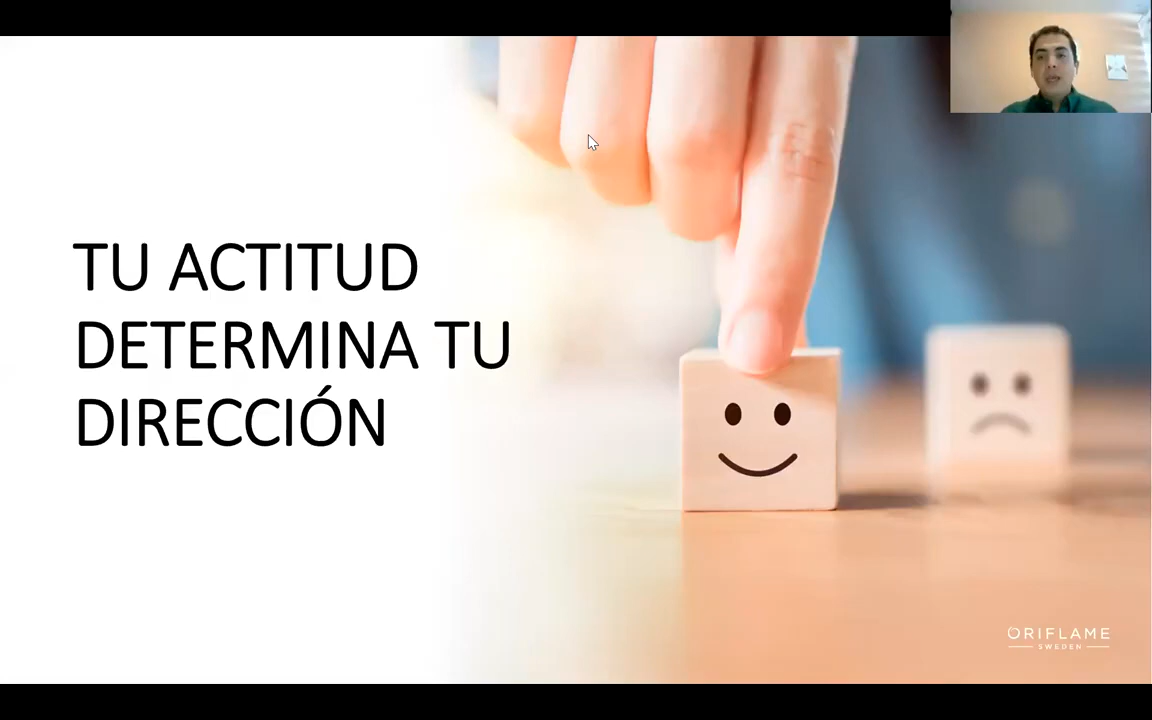 TU ACTITUD
DETERMINA TU
DIRECCIÓN
ORIFLAME
SWEDEN